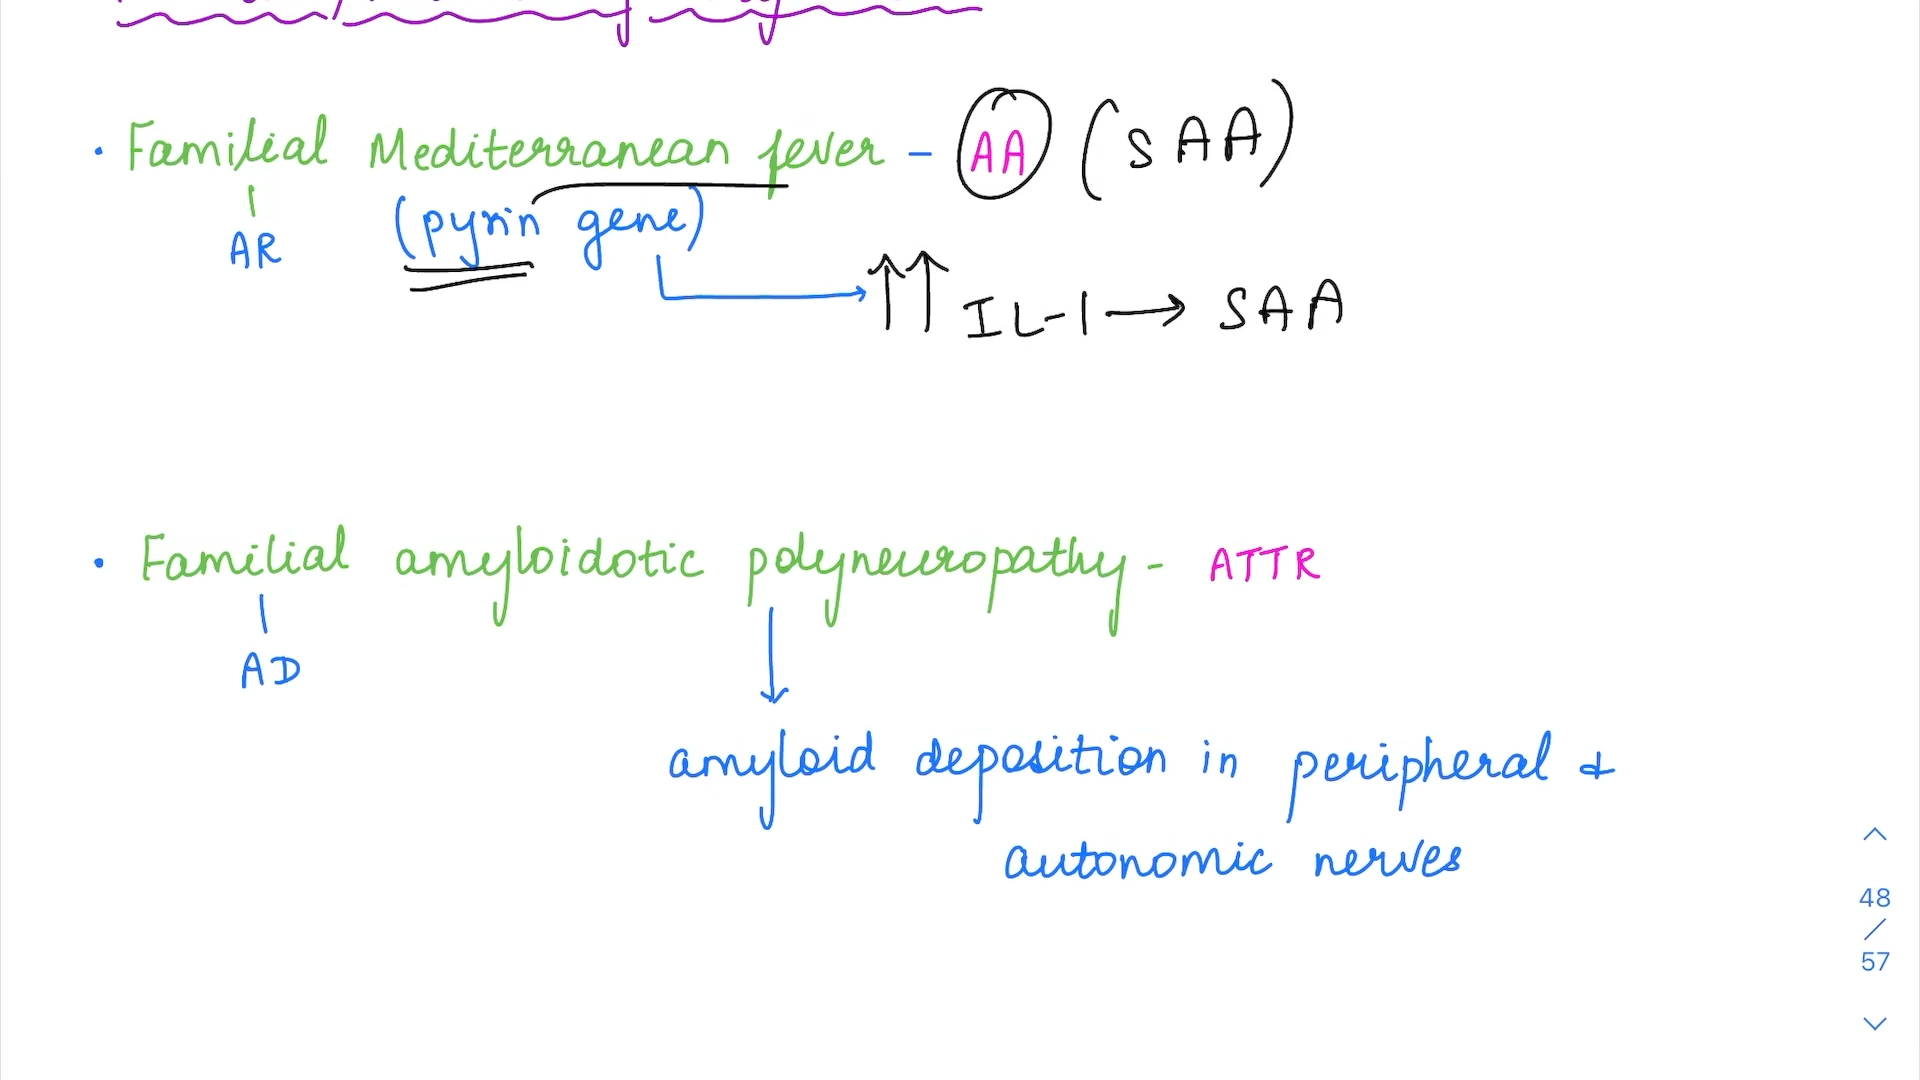 • Familial Mediterranean fever - AA (SAA)
AR (pyrin gene)
↑↑ IL-1 → SAA
• Familial amyloidotic polyneuropathy - ATTR
AD
amyloid deposition in peripheral &
autonomic nerves
48
/
57